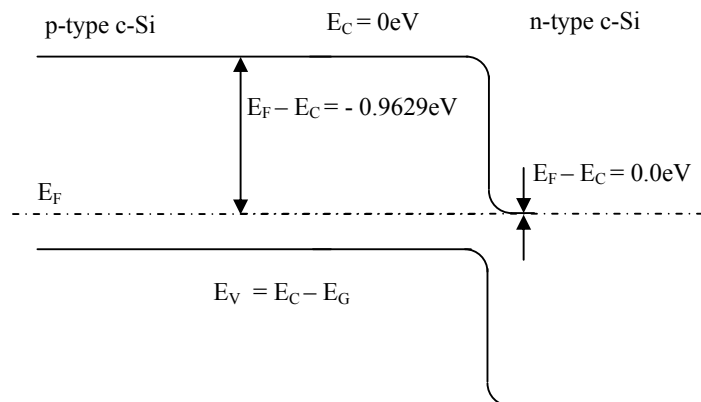 p-type c-Si
E_C = 0eV
n-type c-Si
E_F – E_C = - 0.9629eV
E_F – E_C = 0.0eV
E_F
E_V = E_C – E_G